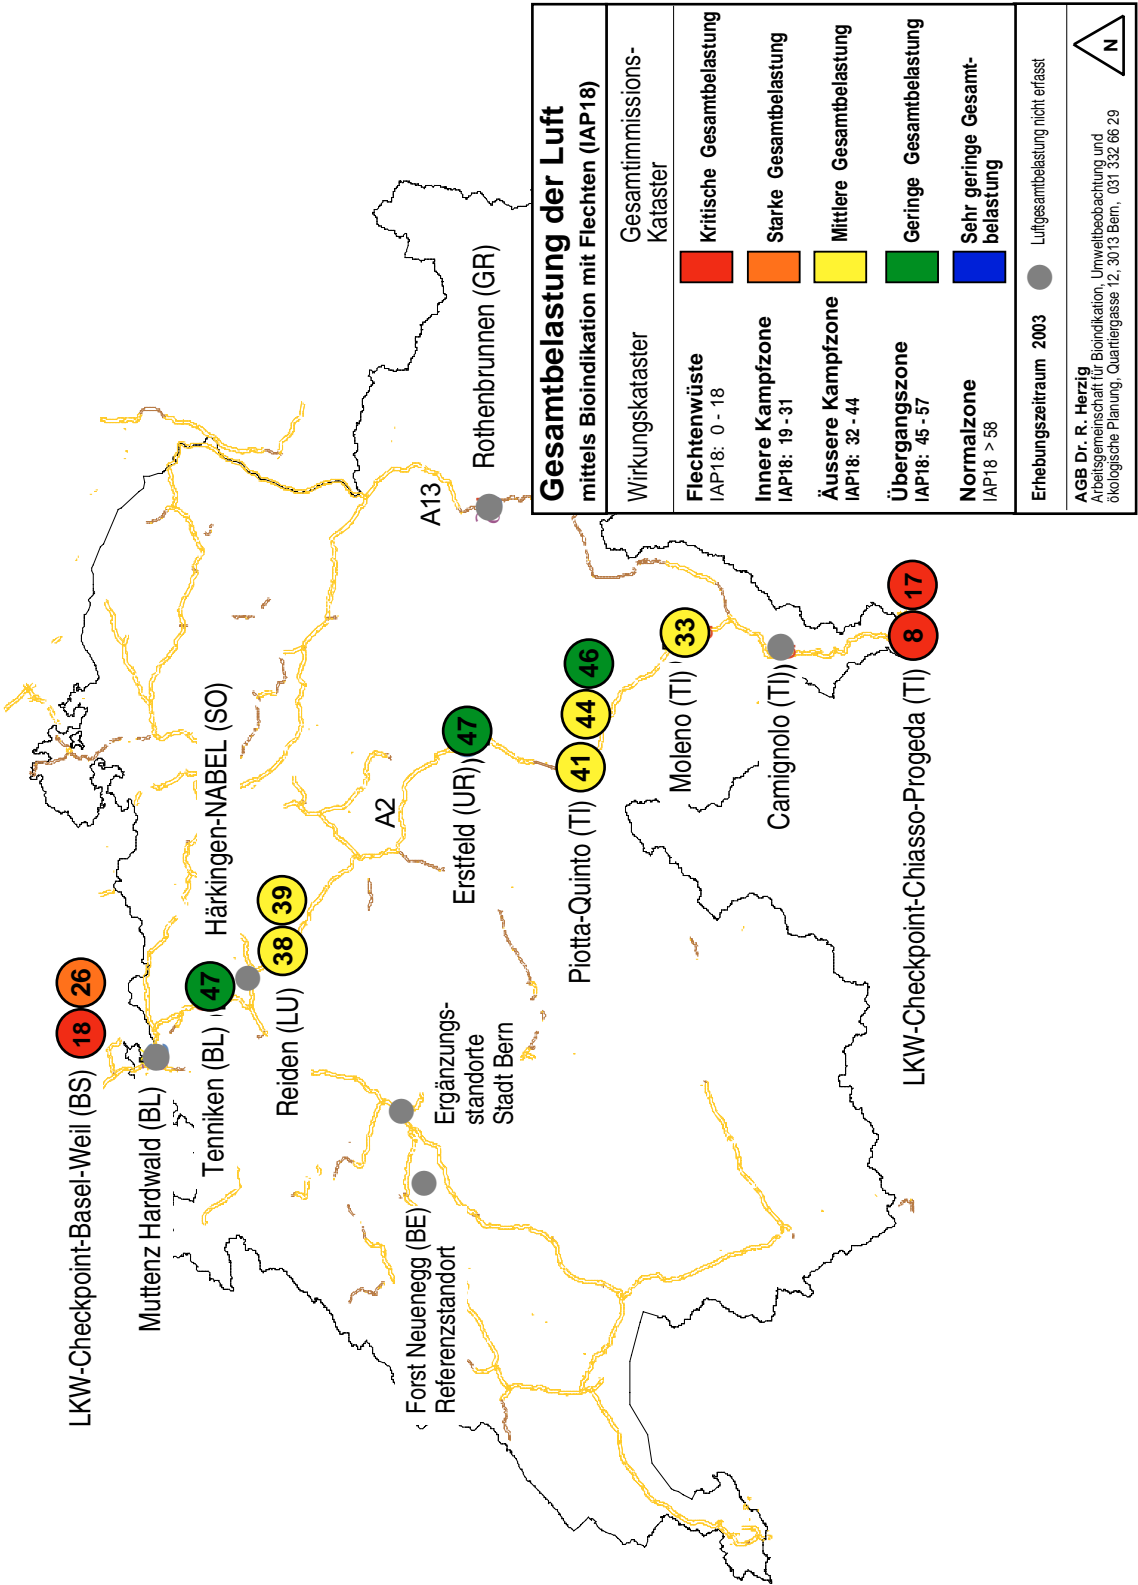 LKW-Checkpoint-Basel-Weil (BS)
18
26
Muttenz Hardwald (BL)
Tenniken (BL)
47
Härkingen-NABEL (SO)
Reiden (LU)
38
39
A2
A13
Rothenbrunnen (GR)
Erstfeld (UR)
47
Ergänzungs-
standorte
Stadt Bern
Forst Neuenegg (BE)
Referenzstandort
Piotta-Quinto (TI)
41
44
46
Moleno (TI)
33
Camignolo (TI)
LKW-Checkpoint-Chiasso-Progeda (TI)
8
17
Gesamtbelastung der Luft
mittels Bioindikation mit Flechten (IAP18)
Wirkungskataster
Gesamtimmissions-
Kataster
Flechtenwüste
IAP18: 0 - 18
Kritische Gesamtbelastung
Innere Kampfzone
IAP18: 19 - 31
Starke Gesamtbelastung
Äussere Kampfzone
IAP18: 32 - 44
Mittlere Gesamtbelastung
Übergangszone
IAP18: 45 - 57
Geringe Gesamtbelastung
Normalzone
IAP18 > 58
Sehr geringe Gesamt-
belastung
Erhebungszeitraum 2003
Luftgesamtbelastung nicht erfasst
AGB Dr. R. Herzig
Arbeitsgemeinschaft für Bioindikation, Umweltbeobachtung und
ökologische Planung, Quartiergasse 12, 3013 Bern, 031 332 66 29
N